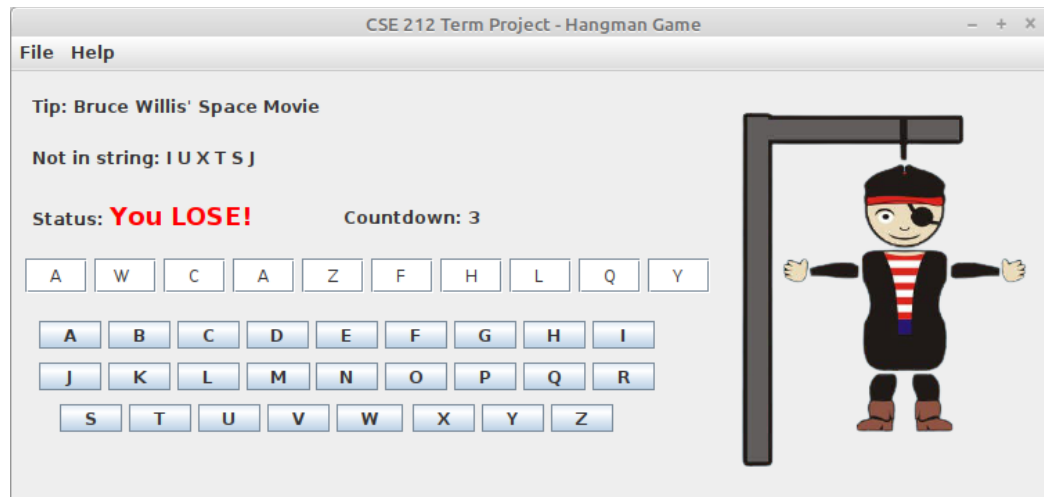 CSE 212 Term Project - Hangman Game
File Help
Tip: Bruce Willis' Space Movie
Not in string: I U X T S J
Status: You LOSE! Countdown: 3
A W C A Z F H L Q Y
A B C D E F G H I
J K L M N O P Q R
S T U V W X Y Z